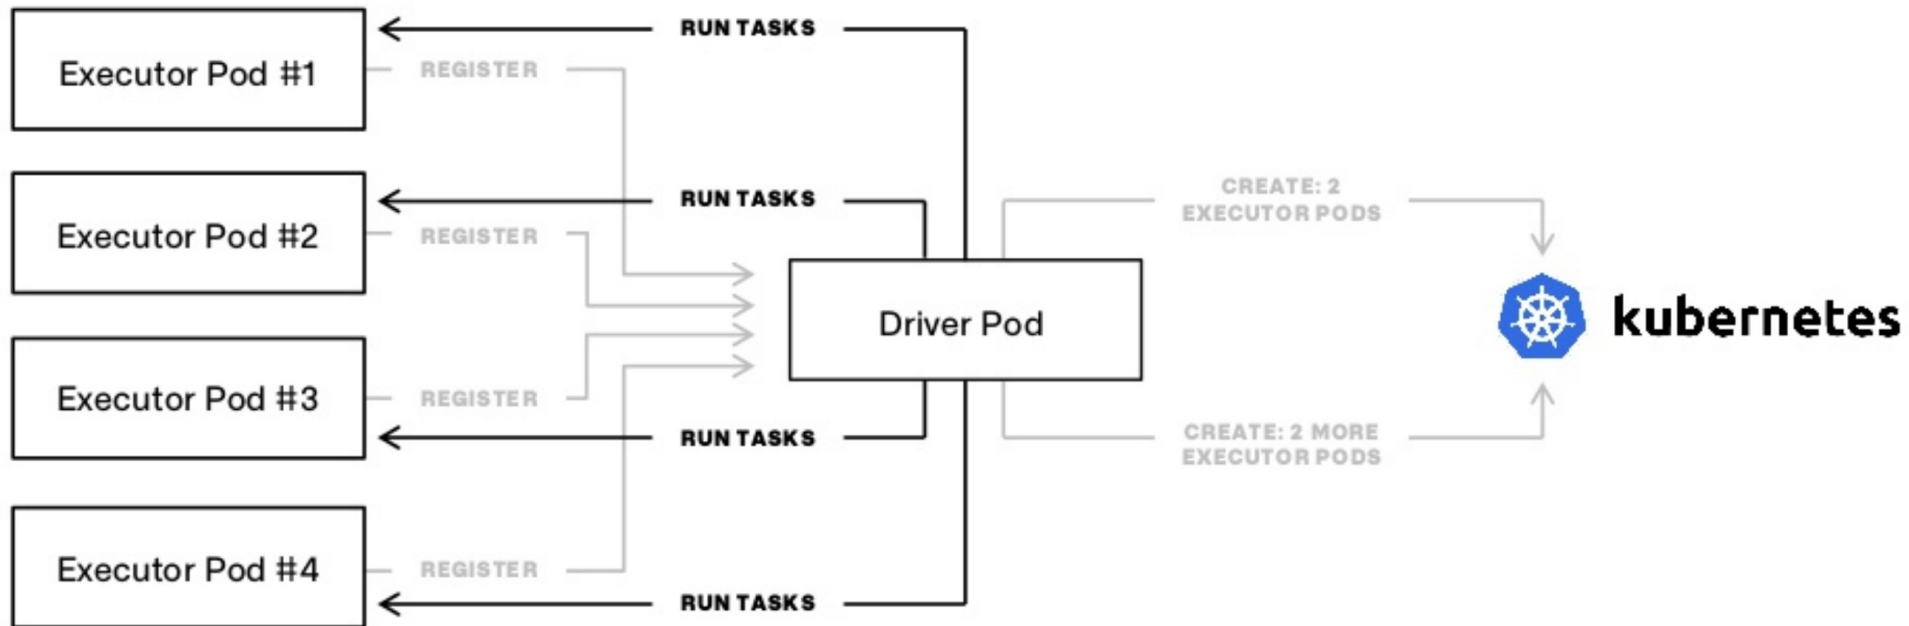 RUN TASKS
Executor Pod #1
REGISTER
RUN TASKS
Executor Pod #2
REGISTER
CREATE: 2
EXECUTOR PODS
Driver Pod
kubernetes
Executor Pod #3
REGISTER
RUN TASKS
CREATE: 2 MORE
EXECUTOR PODS
Executor Pod #4
REGISTER
RUN TASKS